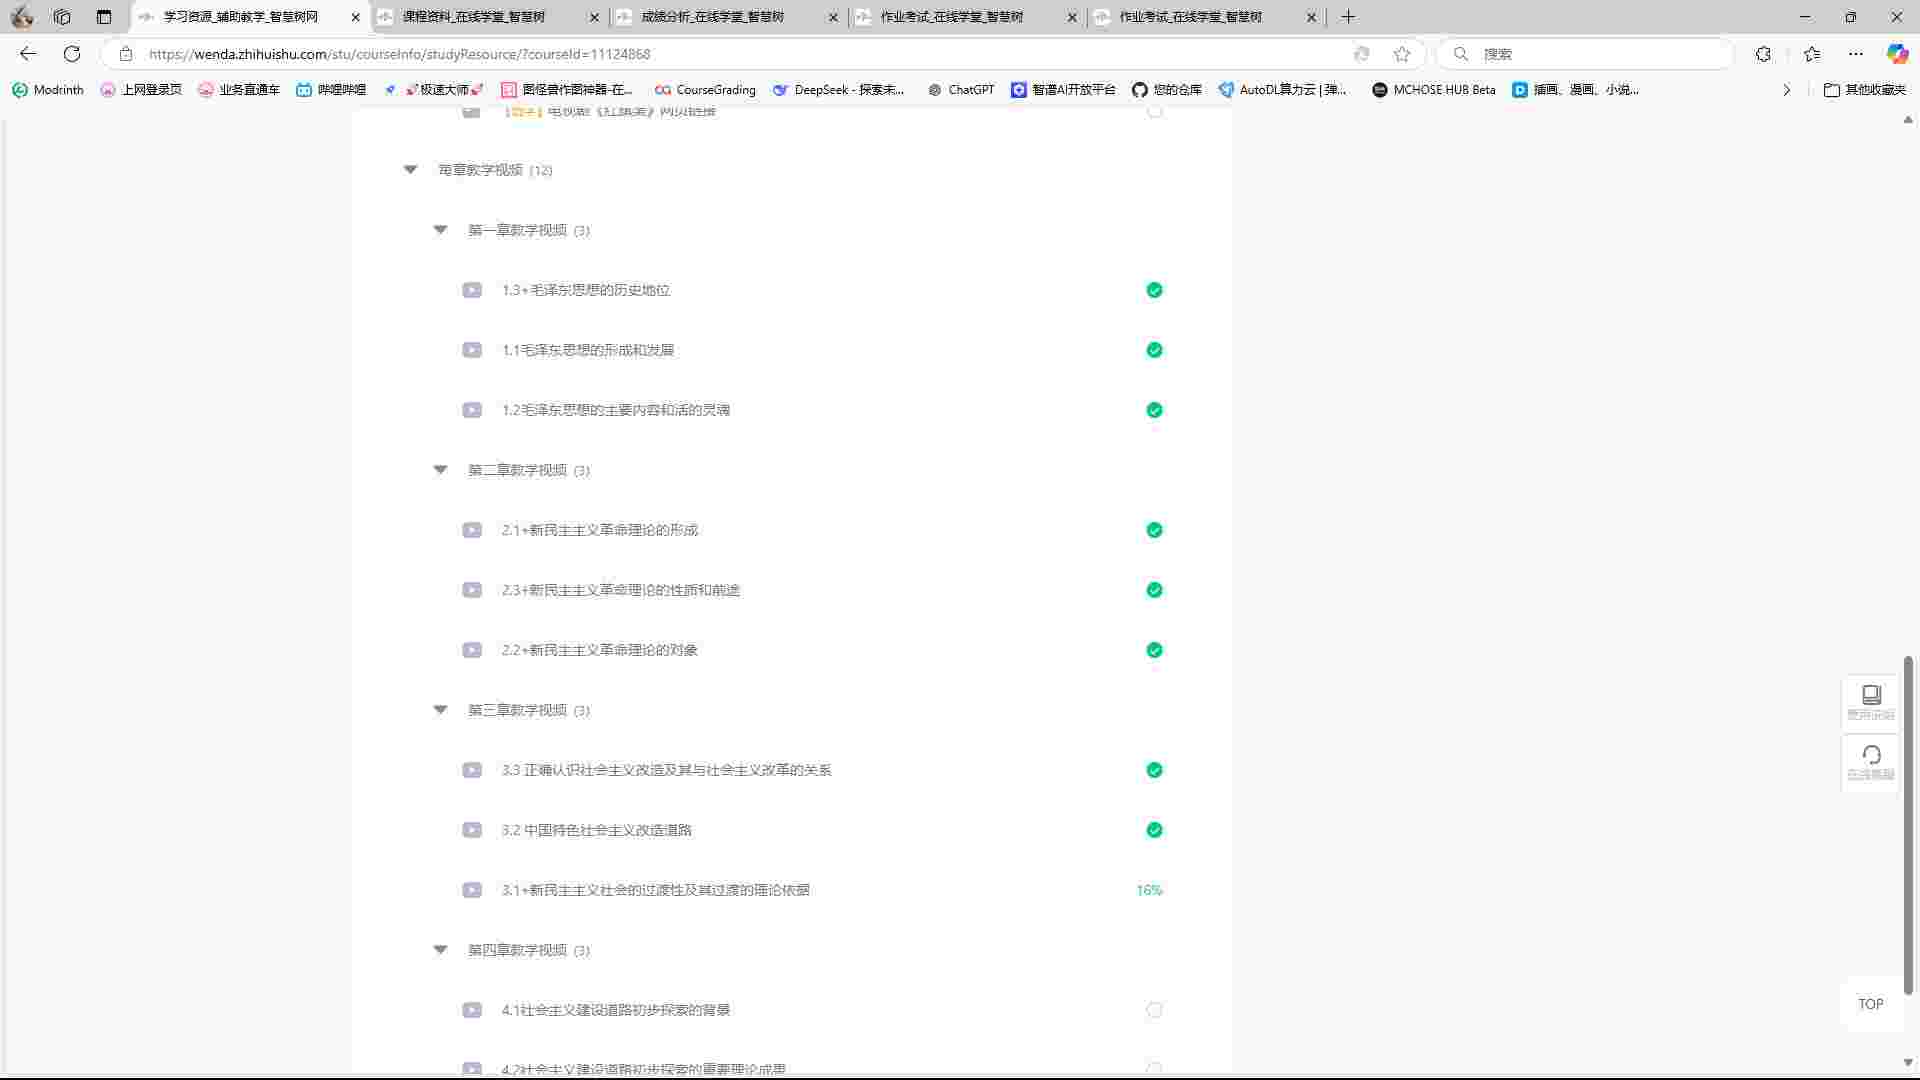 学习资源_辅助教学_智慧树网
课程资料_在线学堂_智慧树
成绩分析_在线学堂_智慧树
作业考试_在线学堂_智慧树
作业考试_在线学堂_智慧树
https://wenda.zhihuishu.com/stu/courseInfo/studyResource/?courseId=11124868
搜索
Modrinth
上网登录页
业务直通车
哔哩哔哩
🚀极速大师🚀
图怪兽作图神器-在...
CourseGrading
DeepSeek - 探索未...
ChatGPT
智谱AI开放平台
您的仓库
AutoDL算力云 | 弹...
MCHOSE HUB Beta
插画、漫画、小说...
其他收藏夹
每章教学视频 (12)
第一章教学视频 (3)
1.3+毛泽东思想的历史地位
1.1毛泽东思想的形成和发展
1.2毛泽东思想的主要内容和活的灵魂
第二章教学视频 (3)
2.1+新民主主义革命理论的形成
2.3+新民主主义革命理论的性质和前途
2.2+新民主主义革命理论的对象
第三章教学视频 (3)
3.3 正确认识社会主义改造及其与社会主义改革的关系
3.2 中国特色社会主义改造道路
3.1+新民主主义社会的过渡性及其过渡的理论依据
16%
第四章教学视频 (3)
4.1社会主义建设道路初步探索的背景
4.2社会主义建设道路初步探索的重要理论成果
TOP